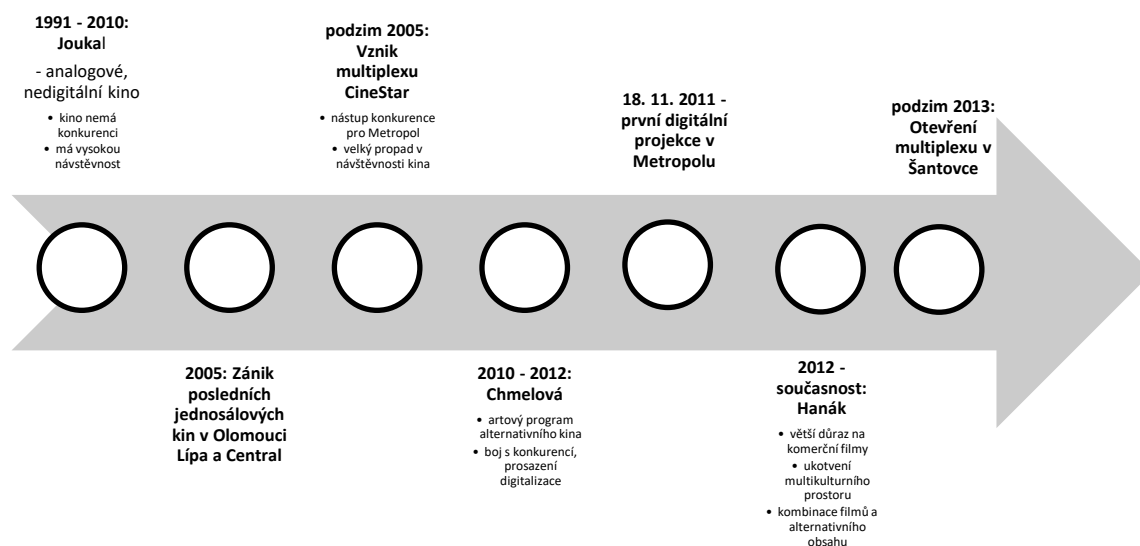 1991 - 2010:
Joukal
- analogové,
nedigitální kino
• kino nemá
konkurenci
• má vysokou
návstěvnost
2005: Zánik
posledních
jednosálových
kin v Olomouci
Lípa a Central
podzim 2005:
Vznik
multiplexu
CineStar
• nástup konkurence
pro Metropol
• velký propad v
návštěvnosti kina
2010 - 2012:
Chmelová
• artový program
alternativního kina
• boj s konkurencí,
prosazení
digitalizace
18. 11. 2011 -
první digitální
projekce v
Metropolu
2012 -
současnost:
Hanák
• větší důraz na
komerční filmy
• ukotvení
multikulturního
prostoru
• kombinace filmů a
alternativního
obsahu
podzim 2013:
Otevření
multiplexu v
Šantovce